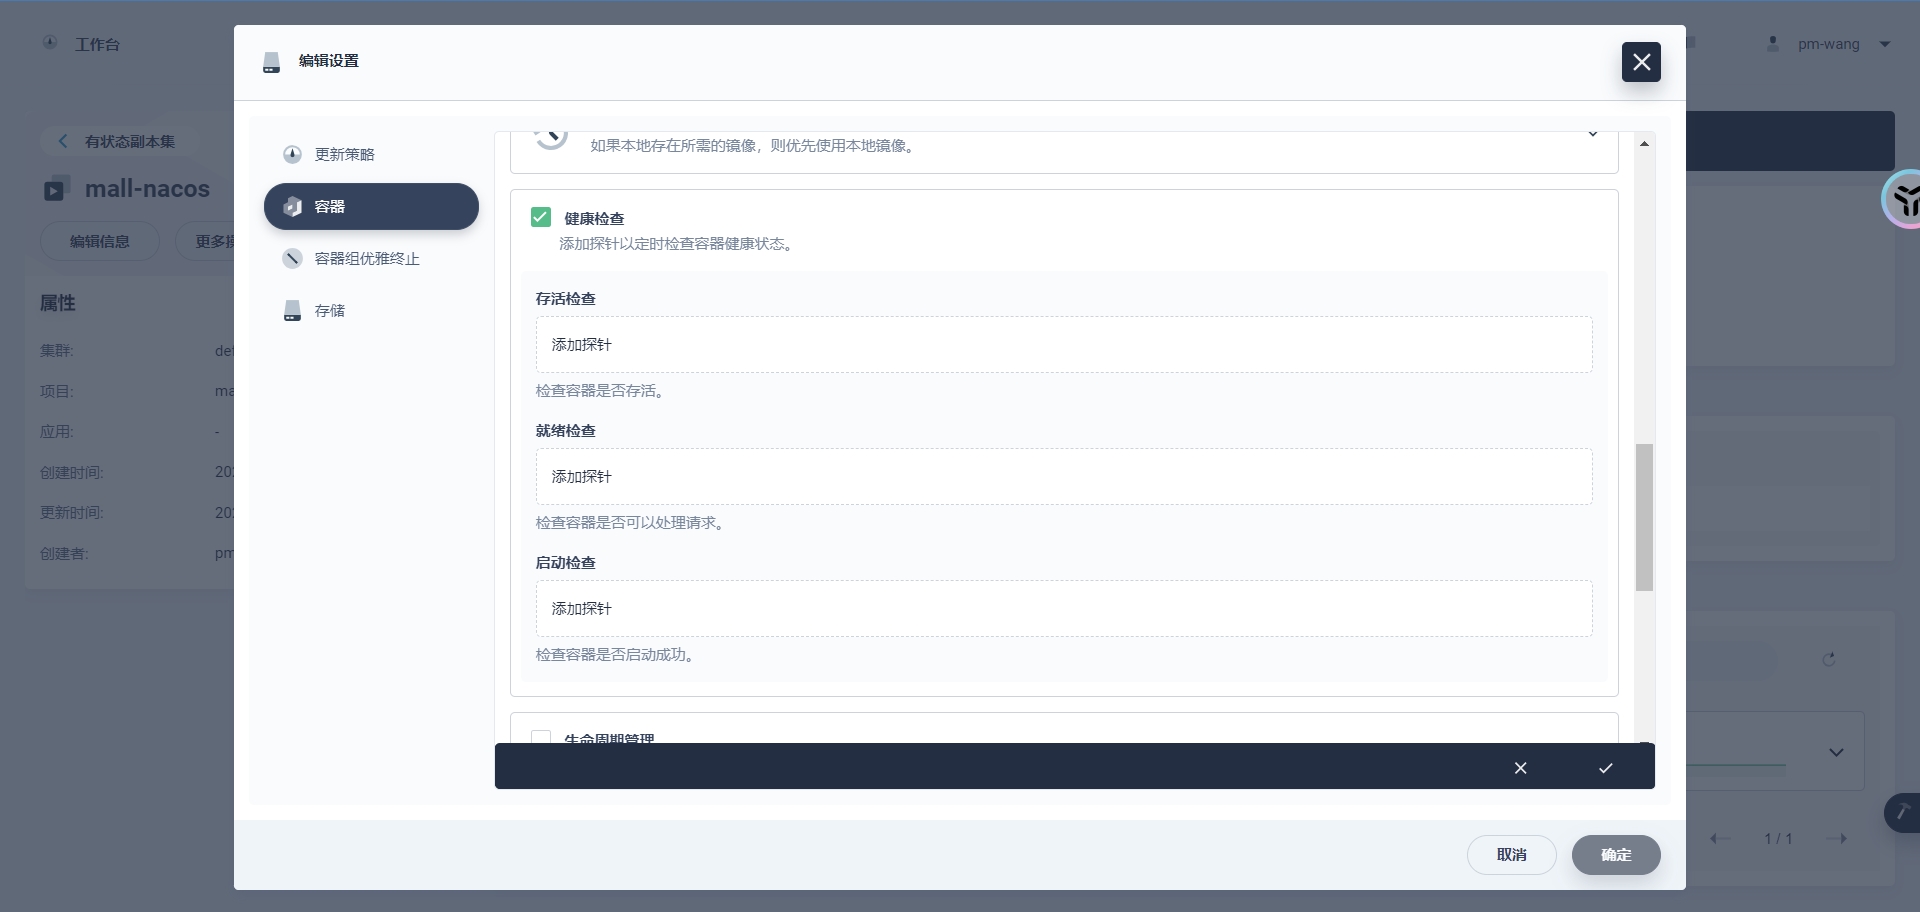 工作台
pm-wang
编辑设置
有状态副本集
mall-nacos
编辑信息
更多
属性
集群:
项目:
应用:
-
创建时间:
更新时间:
创建者:
更新策略
容器
容器组优雅终止
存储
如果本地存在所需的镜像，则优先使用本地镜像。
健康检查
添加探针以定时检查容器健康状态。
存活检查
添加探针
检查容器是否存活。
就绪检查
添加探针
检查容器是否可以处理请求。
启动检查
添加探针
检查容器是否启动成功。
生命周期管理
1 / 1
取消
确定